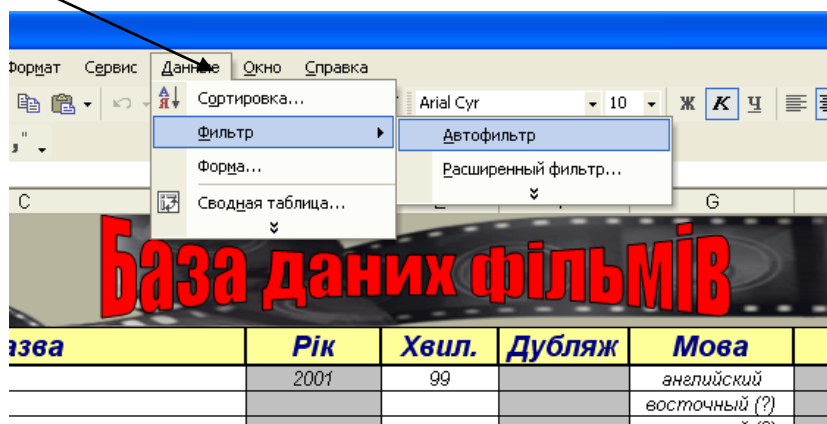 Формат Сервис Данные Окно Справка
Сортировка...
Arial Cyr 10 Ж К Ч
Фильтр
Автофильтр
Форма...
Расширенный фильтр...
Сводная таблица...
C G
База даних фільмів
азва Рік Хвил. Дубляж Мова
2001 99 английский
восточный (?)